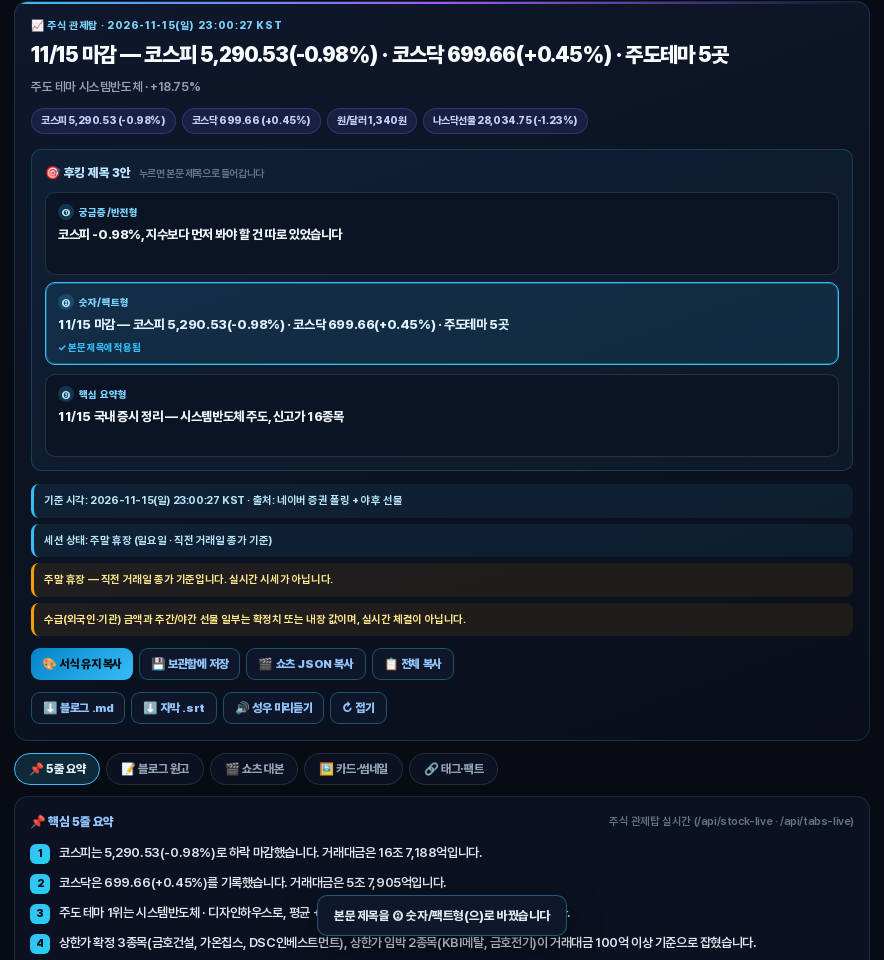 📈 주식 관제탑 · 2026-11-15(일) 23:00:27 KST
11/15 마감 — 코스피 5,290.53(-0.98%) · 코스닥 699.66(+0.45%) · 주도테마 5곳
주도 테마 시스템반도체 · +18.75%
코스피 5,290.53 (-0.98%) 코스닥 699.66 (+0.45%) 원/달러 1,340원 나스닥선물 28,034.75 (-1.23%)
🎯 후킹 제목 3안 누르면 본문 제목으로 들어갑니다
궁금증/반전형
코스피 -0.98%, 지수보다 먼저 봐야 할 건 따로 있었습니다
숫자/팩트형
11/15 마감 — 코스피 5,290.53(-0.98%) · 코스닥 699.66(+0.45%) · 주도테마 5곳
✓ 본문 제목에 적용됨
핵심 요약형
11/15 국내 증시 정리 — 시스템반도체 주도, 신고가 16종목
기준 시각: 2026-11-15(일) 23:00:27 KST · 출처: 네이버 증권 폴링 + 야후 선물
세션 상태: 주말 휴장 (일요일 · 직전 거래일 종가 기준)
주말 휴장 — 직전 거래일 종가 기준입니다. 실시간 시세가 아닙니다.
수급(외국인·기관) 금액과 주간/야간 선물 일부는 확정치 또는 내장 값이며, 실시간 체결이 아닙니다.
🎨 서식 유지 복사 💾 보관함에 저장 🎬 쇼츠 JSON 복사 📋 전체 복사
⬇️ 블로그 .md ⬇️ 자막 .srt 🔊 성우 미리듣기 ↻ 접기
📌 5줄 요약 📝 블로그 원고 🎬 쇼츠 대본 🖼️ 카드·썸네일 🔗 태그·팩트
📌 핵심 5줄 요약 주식 관제탑 실시간 (/api/stock-live · /api/tabs-live)
1 코스피는 5,290.53(-0.98%)로 하락 마감했습니다. 거래대금은 16조 7,188억입니다.
2 코스닥은 699.66(+0.45%)를 기록했습니다. 거래대금은 5조 7,905억입니다.
3 주도 테마 1위는 시스템반도체 · 디자인하우스로, 평균
본문 제목을 숫자/팩트형(으)로 바꿨습니다
4 상한가 확정 3종목(금호건설, 가온칩스, DSC인베스트먼트), 상한가 임박 2종목(KBI메탈, 금호전기)이 거래대금 100억 이상 기준으로 잡혔습니다.